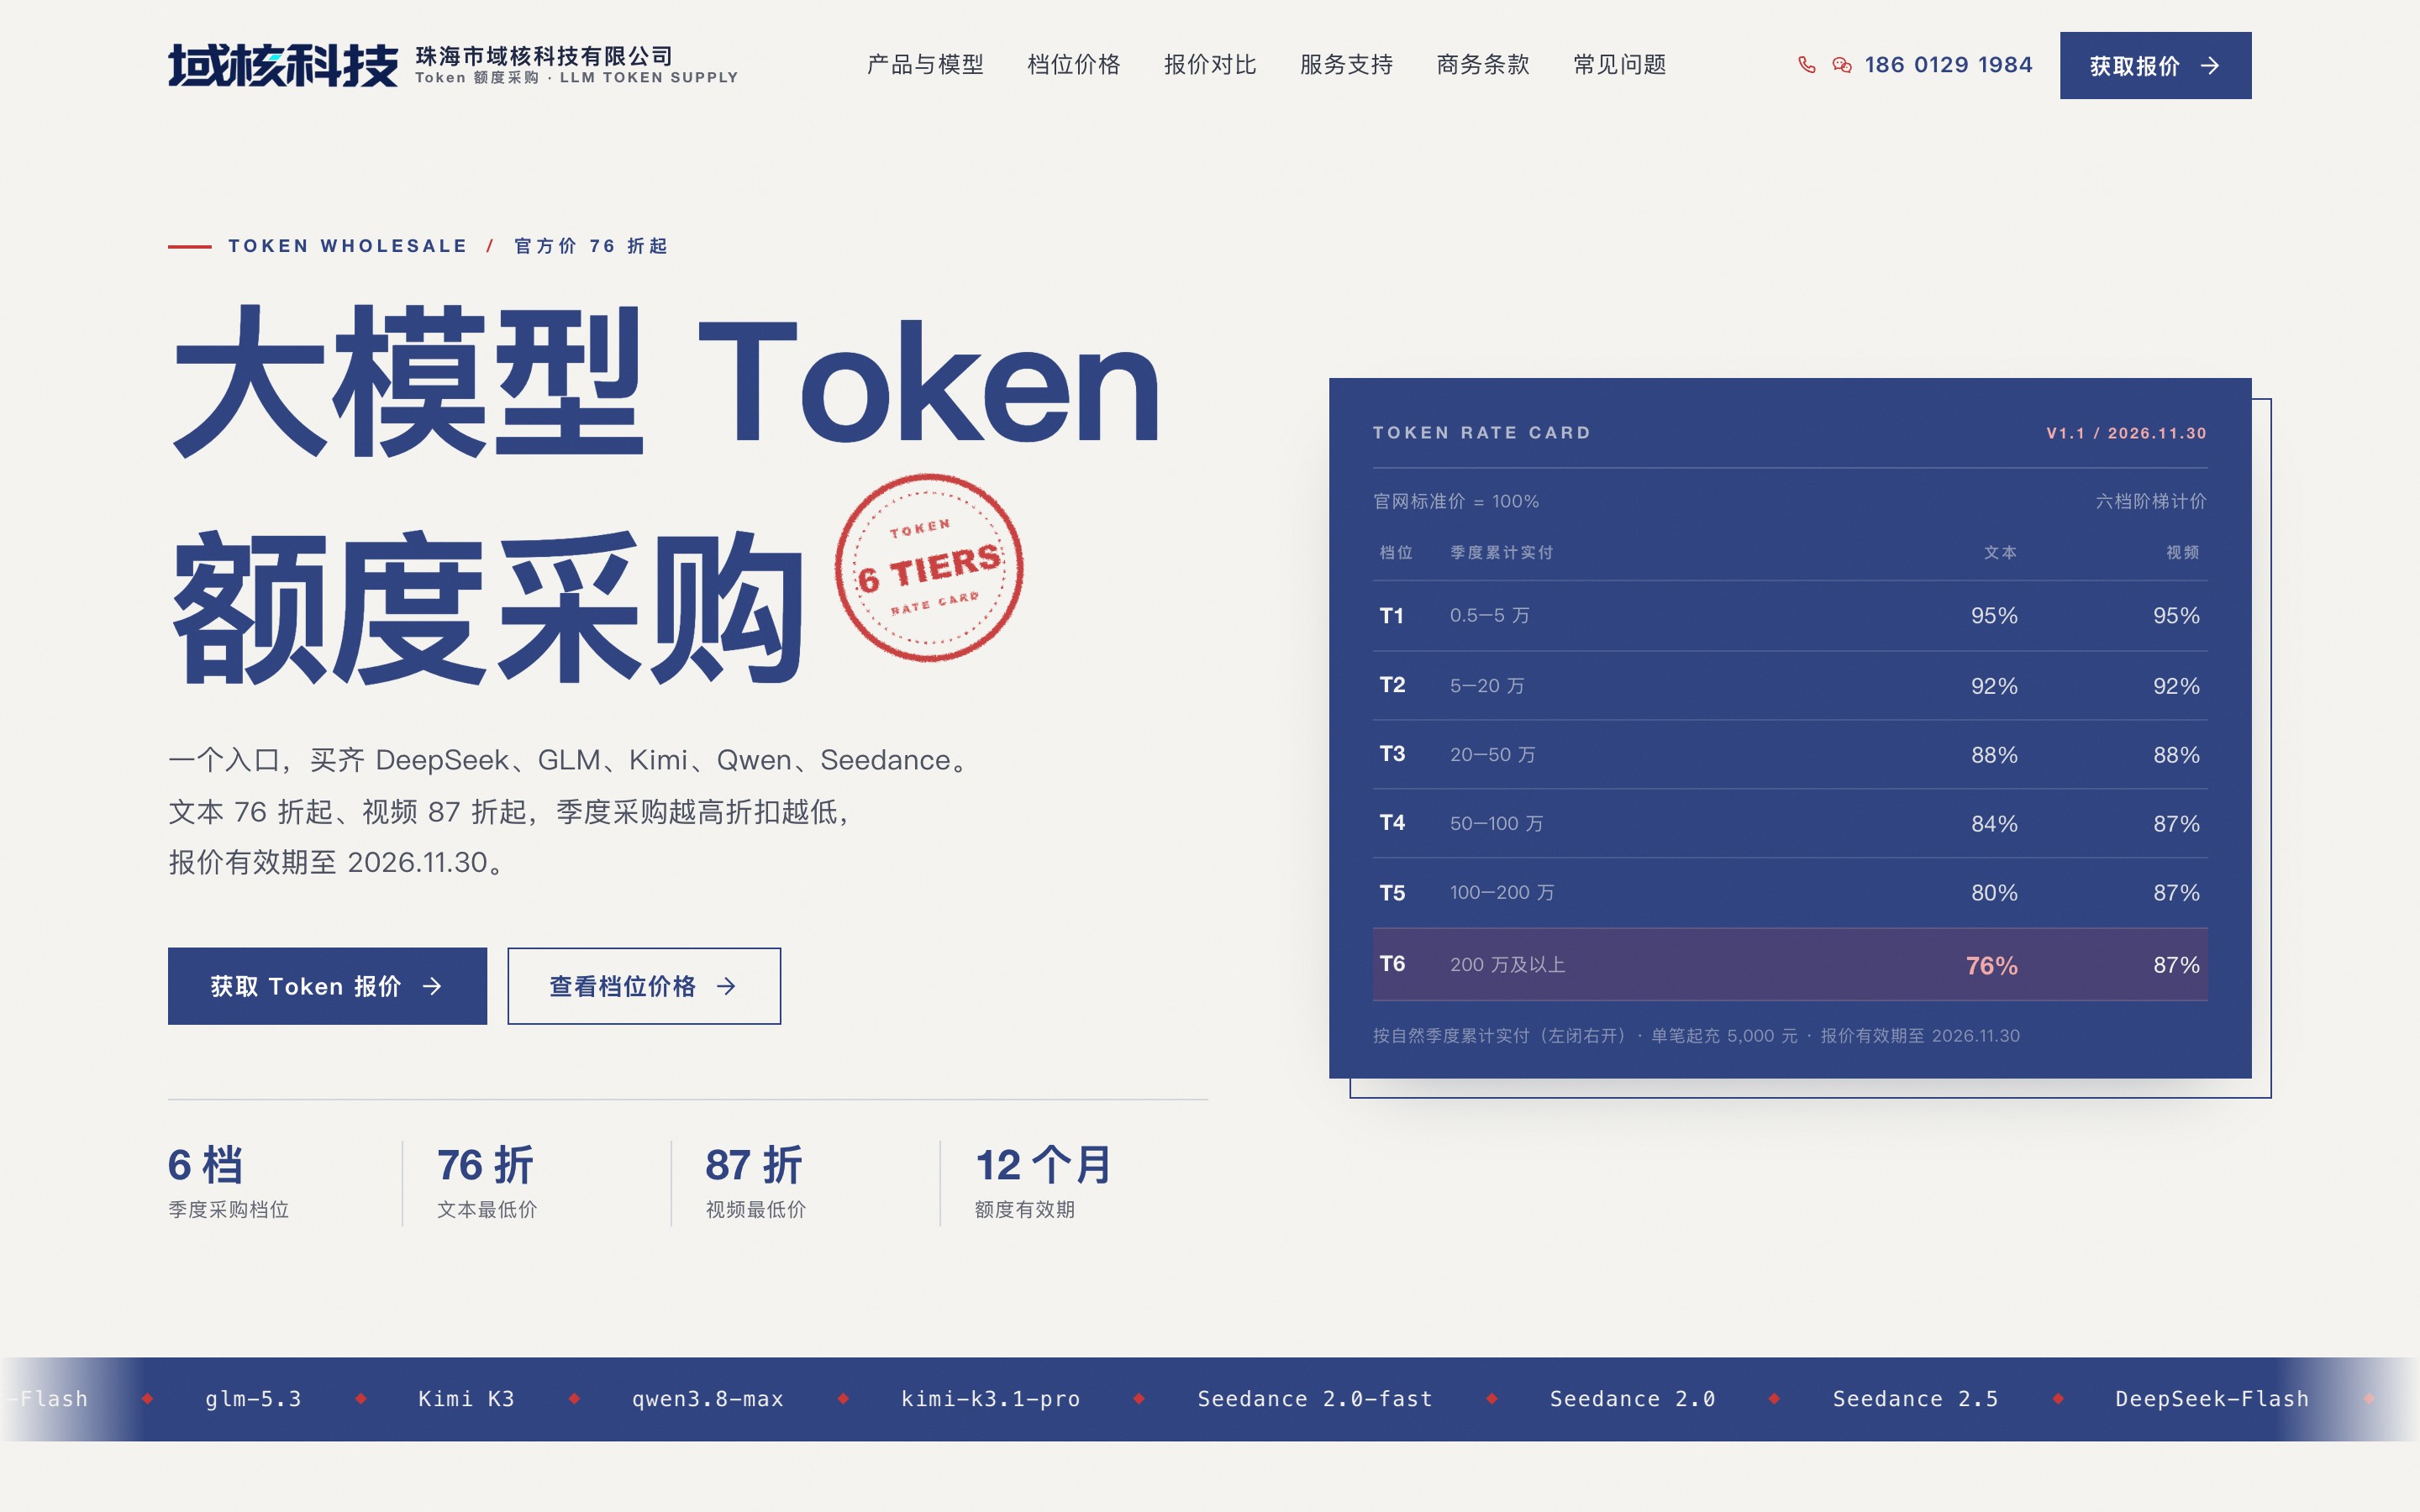 域核科技
珠海市域核科技有限公司
Token 额度采购 · LLM TOKEN SUPPLY
产品与模型 档位价格 报价对比 服务支持 商务条款 常见问题
186 0129 1984
获取报价 →
TOKEN WHOLESALE / 官方价 76 折起
大模型 Token
额度采购
TOKEN
6 TIERS
RATE CARD
一个入口，买齐 DeepSeek、GLM、Kimi、Qwen、Seedance。
文本 76 折起、视频 87 折起，季度采购越高折扣越低，
报价有效期至 2026.11.30。
获取 Token 报价 →
查看档位价格 →
6 档
季度采购档位
76 折
文本最低价
87 折
视频最低价
12 个月
额度有效期
TOKEN RATE CARD V1.1 / 2026.11.30
官网标准价 = 100% 六档阶梯计价
档位 季度累计实付 文本 视频
T1 0.5—5 万 95% 95%
T2 5—20 万 92% 92%
T3 20—50 万 88% 88%
T4 50—100 万 84% 87%
T5 100—200 万 80% 87%
T6 200 万及以上 76% 87%
按自然季度累计实付（左闭右开）· 单笔起充 5,000 元 · 报价有效期至 2026.11.30
-Flash ◆ glm-5.3 ◆ Kimi K3 ◆ qwen3.8-max ◆ kimi-k3.1-pro ◆ Seedance 2.0-fast ◆ Seedance 2.0 ◆ Seedance 2.5 ◆ DeepSeek-Flash ◆